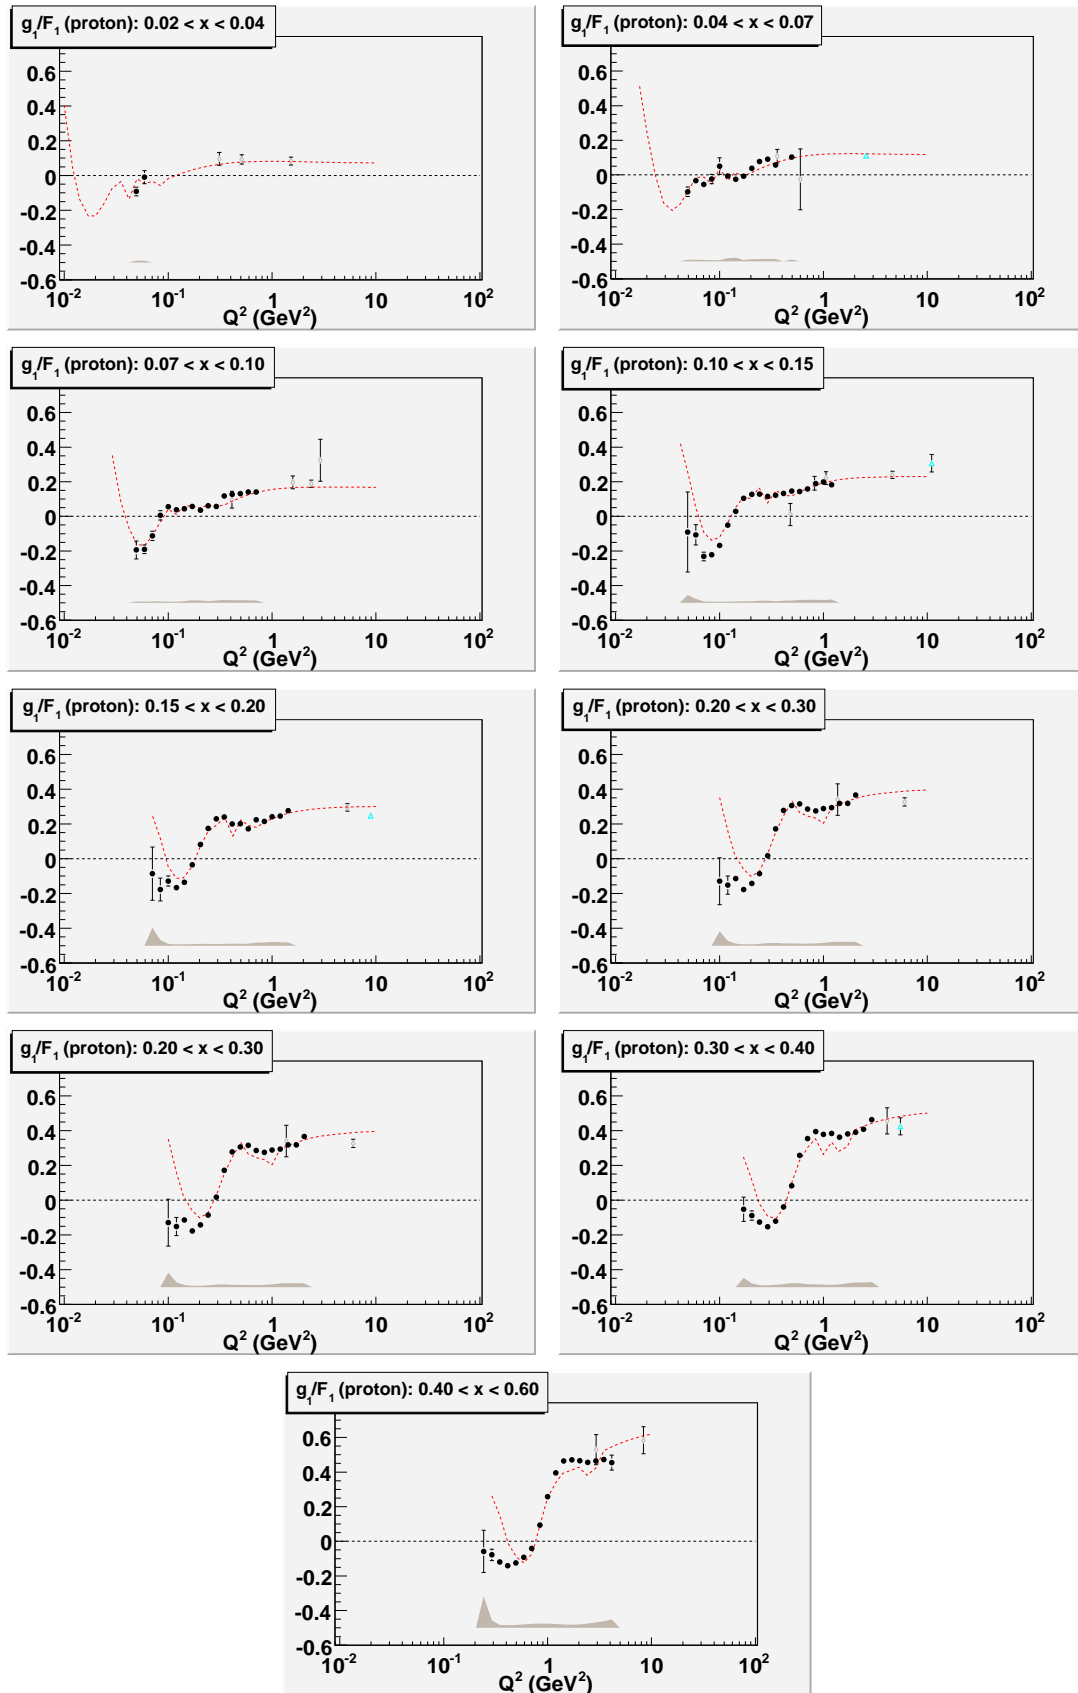 g₁/F₁ (proton): 0.02 < x < 0.04
0.6
0.4
0.2
0
-0.2
-0.4
-0.6
10⁻² 10⁻¹ 1 10 10²
Q² (GeV²)
g₁/F₁ (proton): 0.04 < x < 0.07
0.6
0.4
0.2
0
-0.2
-0.4
-0.6
10⁻² 10⁻¹ 1 10 10²
Q² (GeV²)
g₁/F₁ (proton): 0.07 < x < 0.10
0.6
0.4
0.2
0
-0.2
-0.4
-0.6
10⁻² 10⁻¹ 1 10 10²
Q² (GeV²)
g₁/F₁ (proton): 0.10 < x < 0.15
0.6
0.4
0.2
0
-0.2
-0.4
-0.6
10⁻² 10⁻¹ 1 10 10²
Q² (GeV²)
g₁/F₁ (proton): 0.15 < x < 0.20
0.6
0.4
0.2
0
-0.2
-0.4
-0.6
10⁻² 10⁻¹ 1 10 10²
Q² (GeV²)
g₁/F₁ (proton): 0.20 < x < 0.30
0.6
0.4
0.2
0
-0.2
-0.4
-0.6
10⁻² 10⁻¹ 1 10 10²
Q² (GeV²)
g₁/F₁ (proton): 0.20 < x < 0.30
0.6
0.4
0.2
0
-0.2
-0.4
-0.6
10⁻² 10⁻¹ 1 10 10²
Q² (GeV²)
g₁/F₁ (proton): 0.30 < x < 0.40
0.6
0.4
0.2
0
-0.2
-0.4
-0.6
10⁻² 10⁻¹ 1 10 10²
Q² (GeV²)
g₁/F₁ (proton): 0.40 < x < 0.60
0.6
0.4
0.2
0
-0.2
-0.4
-0.6
10⁻² 10⁻¹ 1 10 10²
Q² (GeV²)